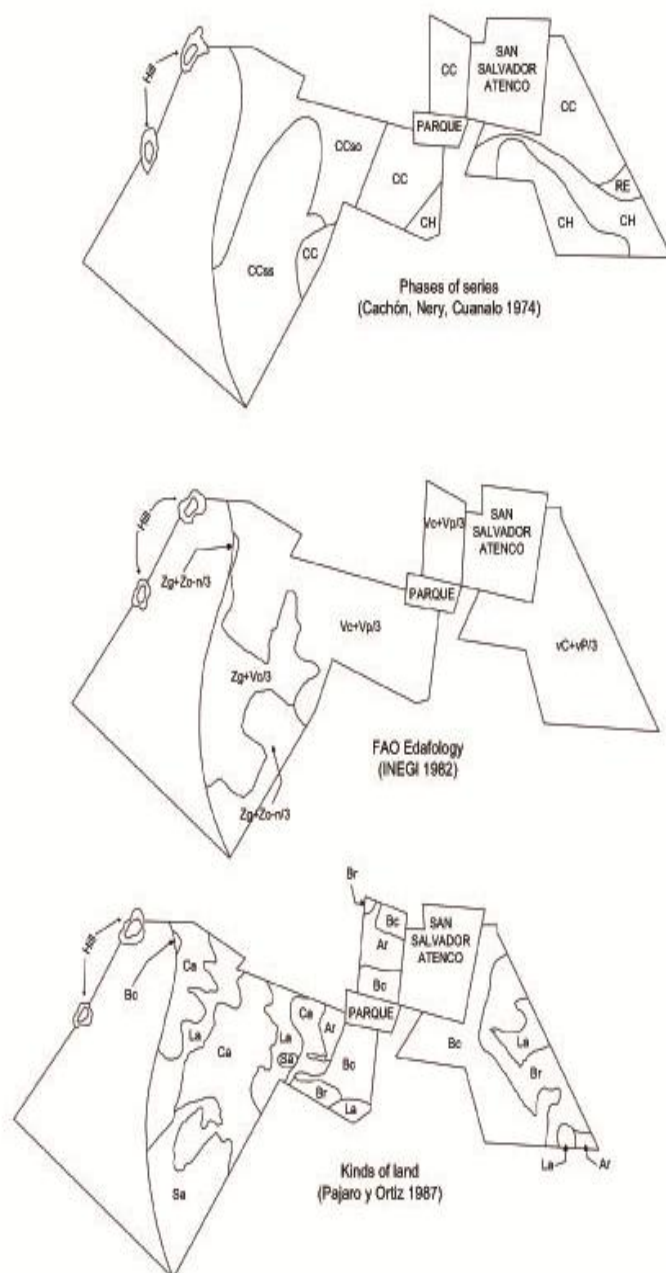 Hill
CC
SAN
SALVADOR
ATENCO
CC
PARQUE
CCso
CC
RE
CH
CH
CH
CC
CCss
Phases of series
(Cachón, Nery, Cuanalo 1974)
Hill
Vc+Vp/3
SAN
SALVADOR
ATENCO
Zg+Zo-n/3
PARQUE
Vc+Vp/3
vC+vP/3
Zg+Vc/3
FAO Edafology
(INEGI 1982)
Zg+Zo-n/3
Br
Hill
Bc
SAN
SALVADOR
ATENCO
Ar
Ca
Bc
Bc
PARQUE
Ca
Ar
La
La
Bc
La
Ca
Sa
Bc
Br
Br
La
La
Ar
Sa
Kinds of land
(Pajaro y Ortiz 1987)